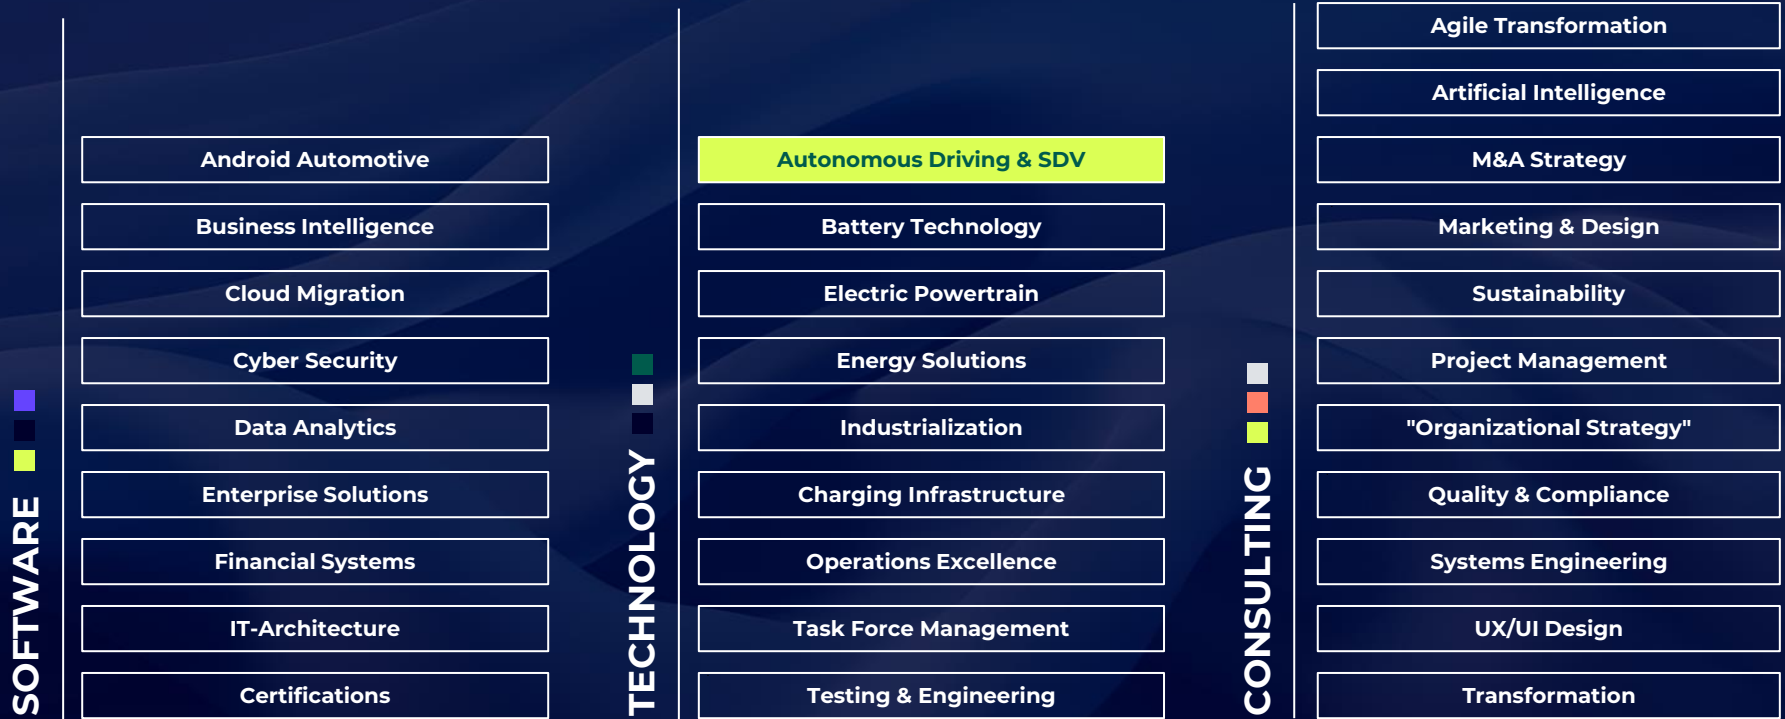 SOFTWARE
Android Automotive
Business Intelligence
Cloud Migration
Cyber Security
Data Analytics
Enterprise Solutions
Financial Systems
IT-Architecture
Certifications
TECHNOLOGY
Autonomous Driving & SDV
Battery Technology
Electric Powertrain
Energy Solutions
Industrialization
Charging Infrastructure
Operations Excellence
Task Force Management
Testing & Engineering
CONSULTING
Agile Transformation
Artificial Intelligence
M&A Strategy
Marketing & Design
Sustainability
Project Management
"Organizational Strategy"
Quality & Compliance
Systems Engineering
UX/UI Design
Transformation